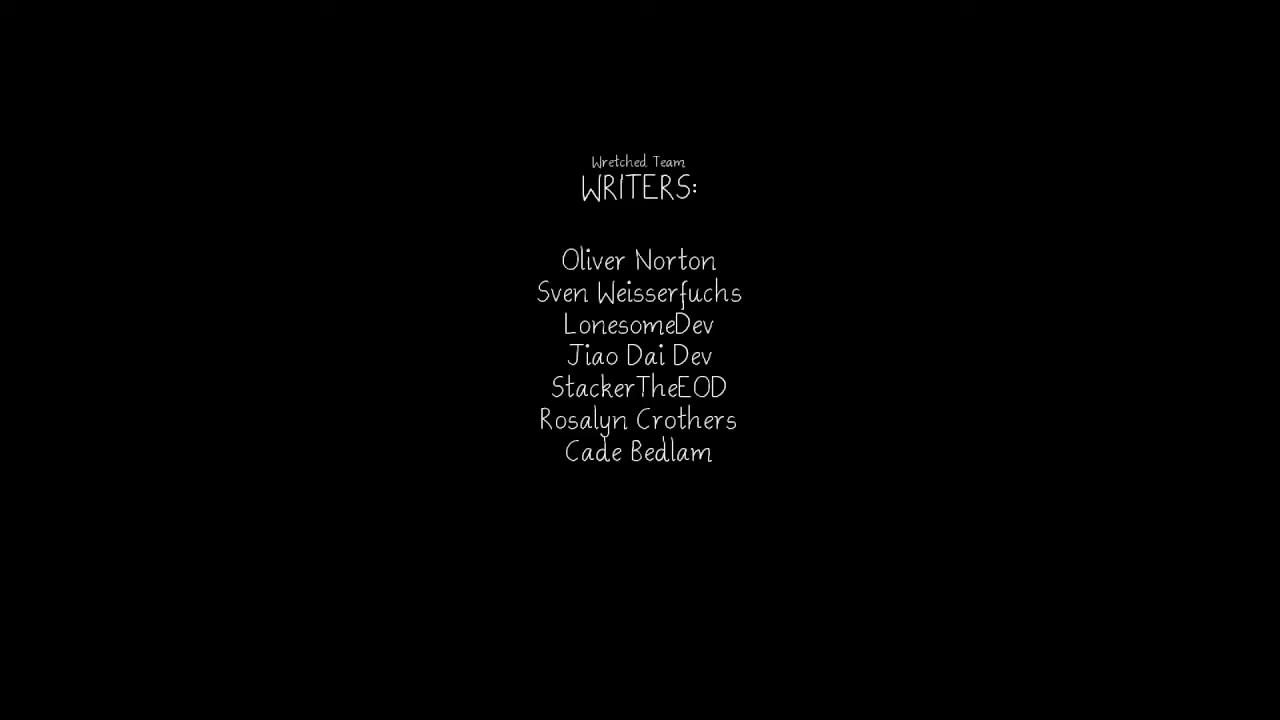 Wretched Team
WRITERS:
Oliver Norton
Sven Weisserfuchs
LonesomeDev
Jiao Dai Dev
StackerTheEOD
Rosalyn Crothers
Cade Bedlam